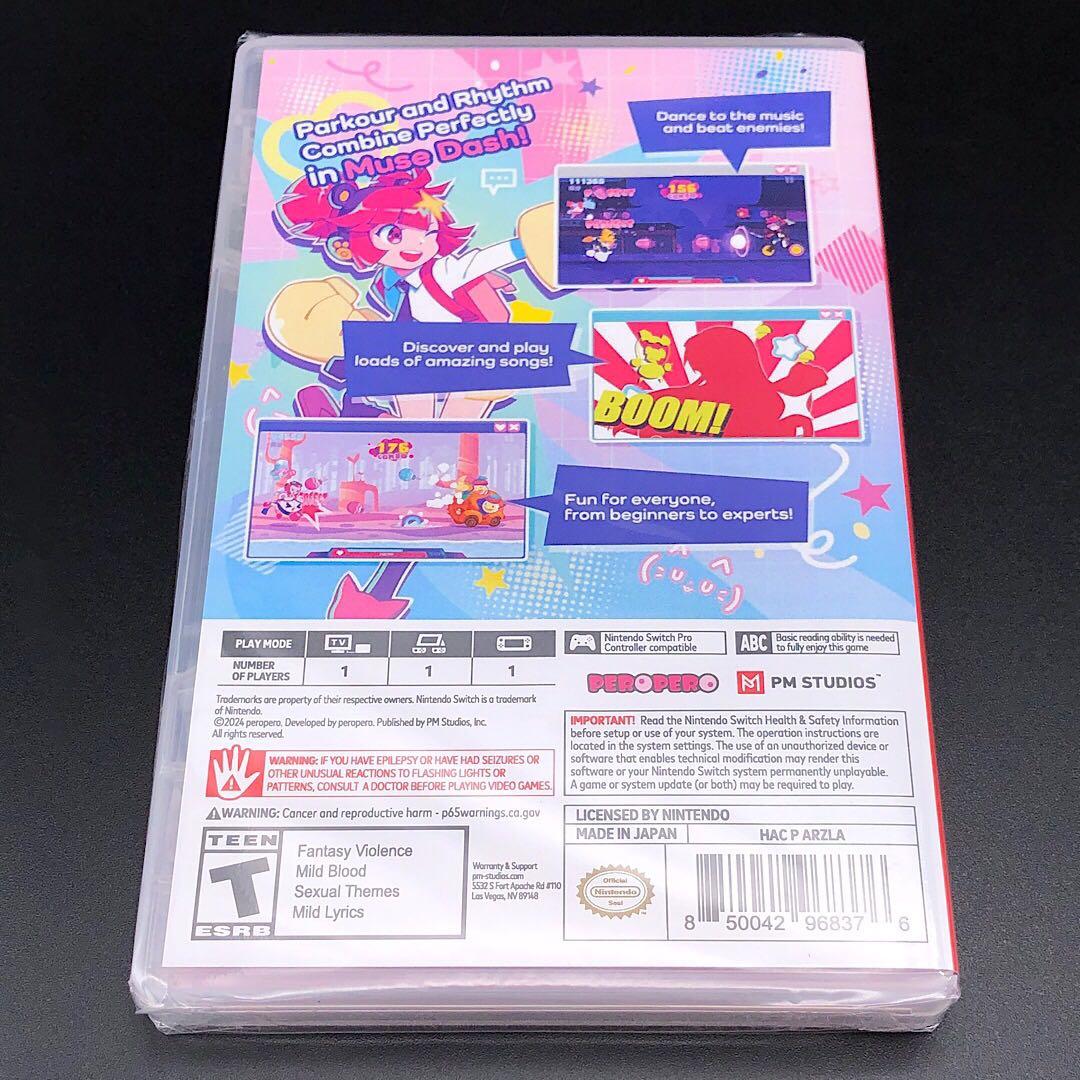 Parkour and Rhythm
Combine Perfectly
in Muse Dash!
Dance to the music
and beat enemies!
156
Discover and play
loads of amazing songs!
BOOM!
176
COMBO
Fun for everyone,
from beginners to experts!
PLAY MODE
TV
NUMBER
OF PLAYERS
1
1
1
Nintendo Switch Pro
Controller compatible
ABC
Basic reading ability is needed
to fully enjoy this game
Trademarks are property of their respective owners. Nintendo Switch is a trademark
of Nintendo.
©2024 peropero. Developed by peropero. Published by PM Studios, Inc.
All rights reserved.
PEROPERO
PM STUDIOS™
WARNING: IF YOU HAVE EPILEPSY OR HAVE HAD SEIZURES OR
OTHER UNUSUAL REACTIONS TO FLASHING LIGHTS OR
PATTERNS, CONSULT A DOCTOR BEFORE PLAYING VIDEO GAMES.
IMPORTANT! Read the Nintendo Switch Health & Safety Information
before setup or use of your system. The operation instructions are
located in the system settings. The use of an unauthorized device or
software that enables technical modification may render this
software or your Nintendo Switch system permanently unplayable.
A game or system update (or both) may be required to play.
WARNING: Cancer and reproductive harm - p65warnings.ca.gov
LICENSED BY NINTENDO
MADE IN JAPAN
HAC P ARZLA
TEEN
T
ESRB
Fantasy Violence
Mild Blood
Sexual Themes
Mild Lyrics
Warranty & Support
pm-studios.com
5532 S Fort Apache Rd #110
Las Vegas, NV 89148
Official
Nintendo
Seal
8 50042 96837 6